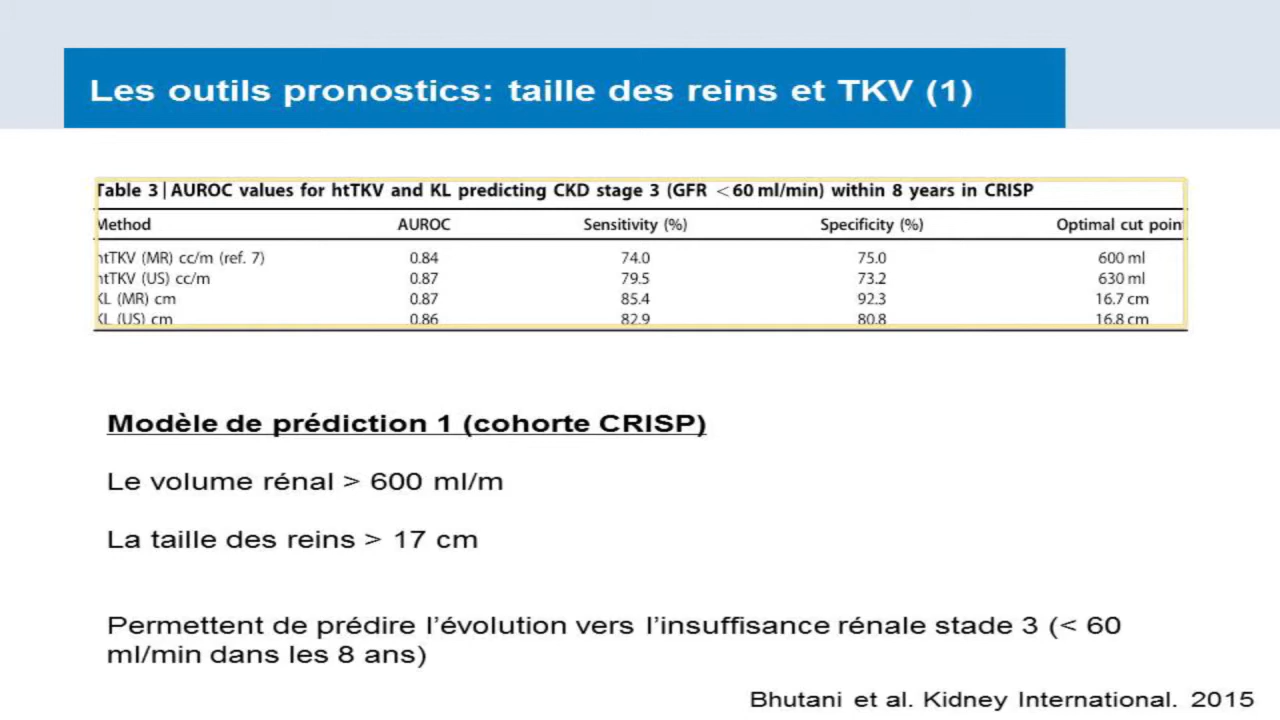 Les outils pronostics: taille des reins et TKV (1)
Table 3 | AUROC values for htTKV and KL predicting CKD stage 3 (GFR <60 ml/min) within 8 years in CRISP
Method AUROC Sensitivity (%) Specificity (%) Optimal cut poin
htTKV (MR) cc/m (ref. 7) 0.84 74.0 75.0 600 ml
htTKV (US) cc/m 0.87 79.5 73.2 630 ml
KL (MR) cm 0.87 85.4 92.3 16.7 cm
KL (US) cm 0.86 82.9 80.8 16.8 cm
Modèle de prédiction 1 (cohorte CRISP)
Le volume rénal > 600 ml/m
La taille des reins > 17 cm
Permettent de prédire l'évolution vers l'insuffisance rénale stade 3 (< 60
ml/min dans les 8 ans)
Bhutani et al. Kidney International. 2015